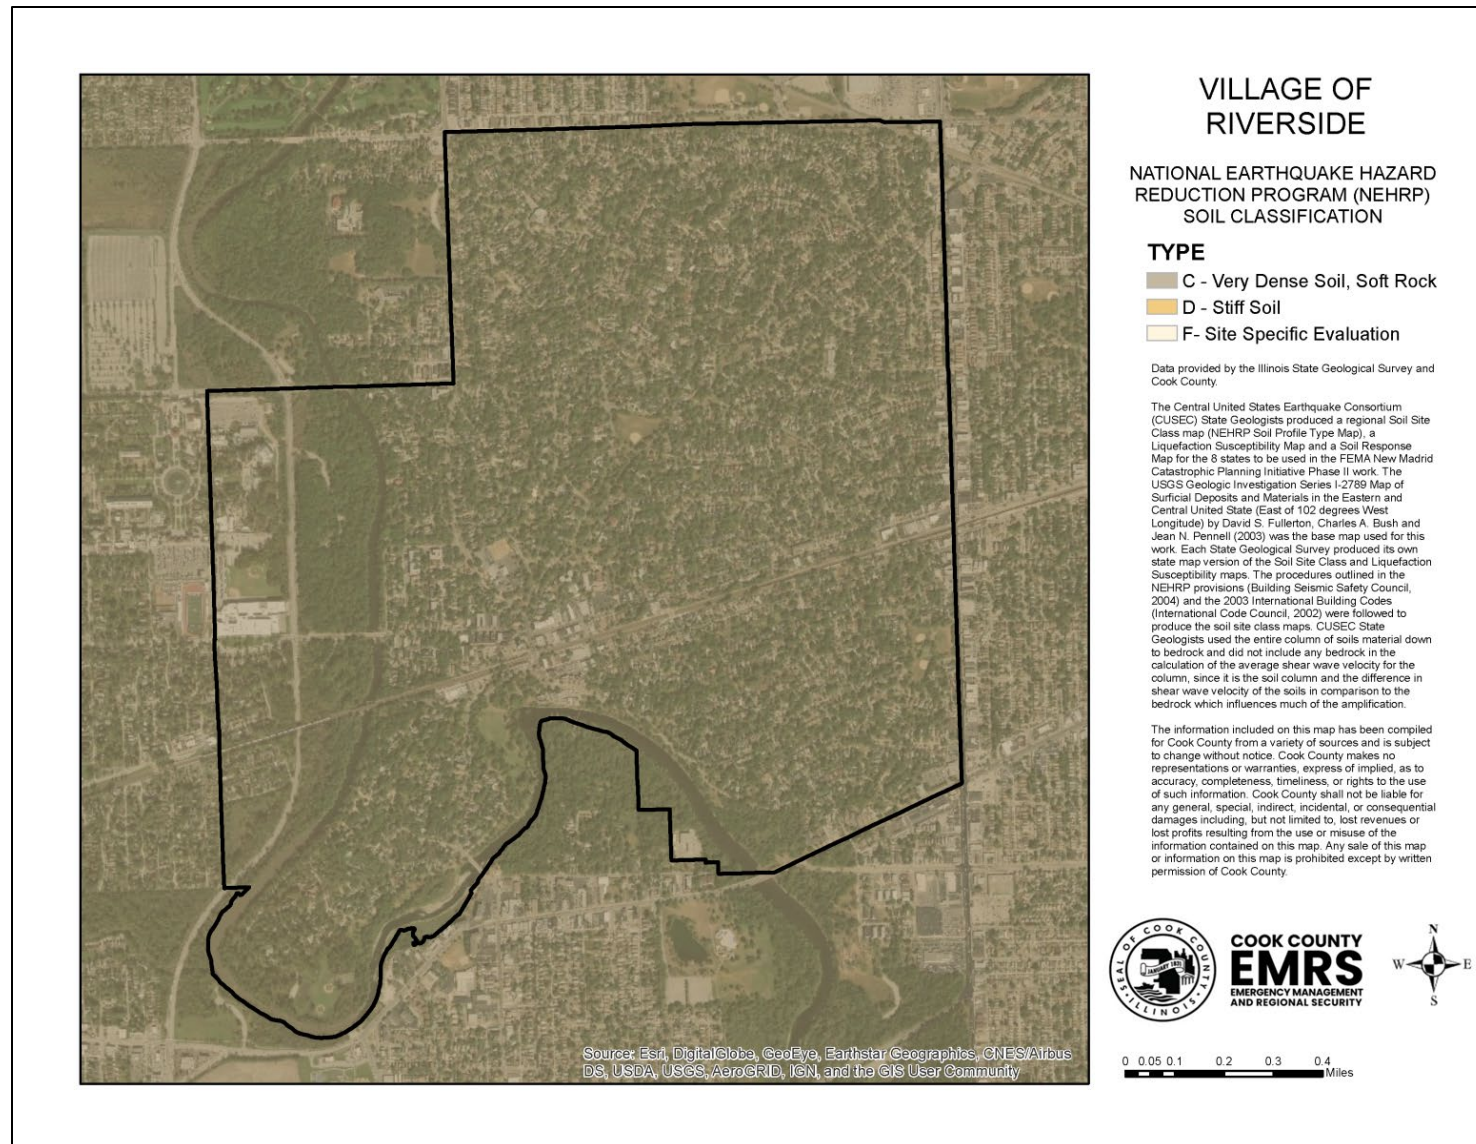 VILLAGE OF
RIVERSIDE
NATIONAL EARTHQUAKE HAZARD
REDUCTION PROGRAM (NEHRP)
SOIL CLASSIFICATION
TYPE
C - Very Dense Soil, Soft Rock
D - Stiff Soil
F- Site Specific Evaluation
Data provided by the Illinois State Geological Survey and
Cook County.
The Central United States Earthquake Consortium
(CUSEC) State Geologists produced a regional Soil Site
Class map (NEHRP Soil Profile Type Map), a
Liquefaction Susceptibility Map and a Soil Response
Map for the 8 states to be used in the FEMA New Madrid
Catastrophic Planning Initiative Phase II work. The
USGS Geologic Investigation Series I-2789 Map of
Surficial Deposits and Materials in the Eastern and
Central United State (East of 102 degrees West
Longitude) by David S. Fullerton, Charles A. Bush and
Jean N. Pennell (2003) was the base map used for this
work. Each State Geological Survey produced its own
state map version of the Soil Site Class and Liquefaction
Susceptibility maps. The procedures outlined in the
NEHRP provisions (Building Seismic Safety Council,
2004) and the 2003 International Building Codes
(International Code Council, 2002) were followed to
produce the soil site class maps. CUSEC State
Geologists used the entire column of soils material down
to bedrock and did not include any bedrock in the
calculation of the average shear wave velocity for the
column, since it is the soil column and the difference in
shear wave velocity of the soils in comparison to the
bedrock which influences much of the amplification.
The information included on this map has been compiled
for Cook County from a variety of sources and is subject
to change without notice. Cook County makes no
representations or warranties, express of implied, as to
accuracy, completeness, timeliness, or rights to the use
of such information. Cook County shall not be liable for
any general, special, indirect, incidental, or consequential
damages including, but not limited to, lost revenues or
lost profits resulting from the use or misuse of the
information contained on this map. Any sale of this map
or information on this map is prohibited except by written
permission of Cook County.
SEAL OF COOK COUNTY
JANUARY 1831
ILLINOIS
COOK COUNTY
EMRS
EMERGENCY MANAGEMENT
AND REGIONAL SECURITY
N
W E
S
0 0.05 0.1 0.2 0.3 0.4
Miles
Source: Esri, DigitalGlobe, GeoEye, Earthstar Geographics, CNES/Airbus
DS, USDA, USGS, AeroGRID, IGN, and the GIS User Community